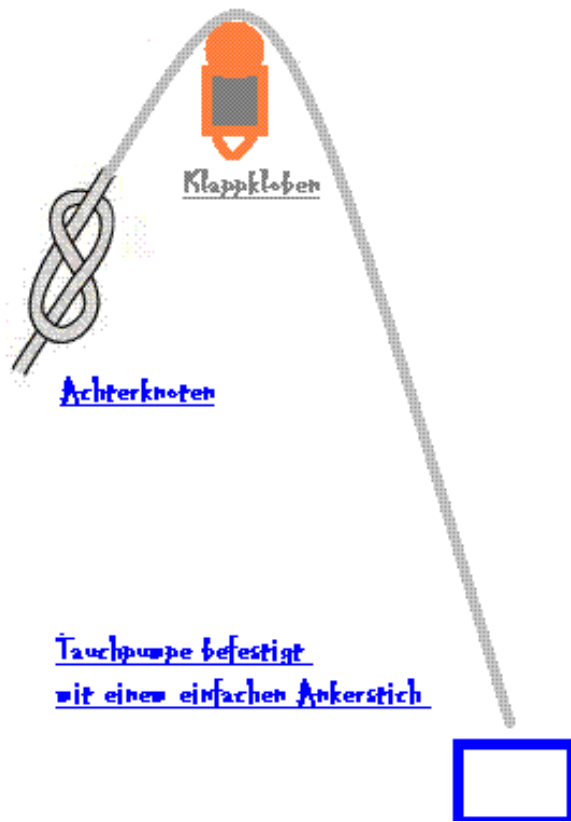 Klappkloben
Achterknoten
Tauchpumpe befestigt
mit einem einfachen Ankerstich